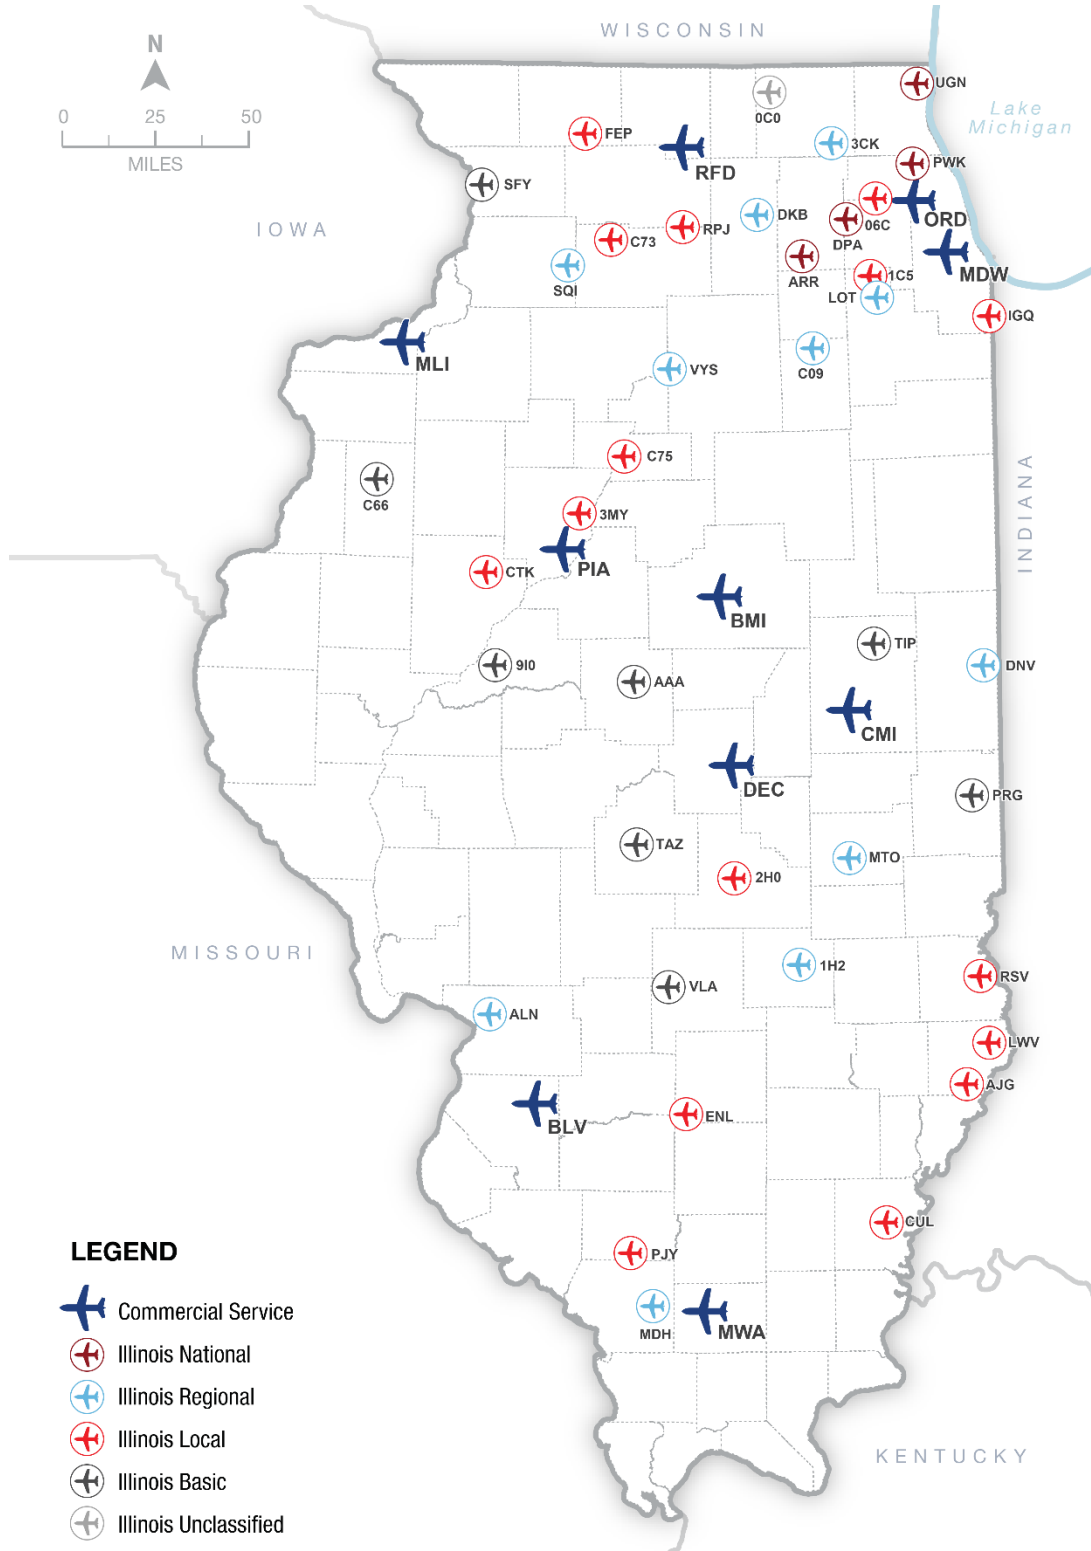 WISCONSIN
N
0 25 50
MILES
UGN
0C0
Lake
Michigan
FEP
3CK
RFD
PWK
SFY
ORD
DKB
06C
IOWA
RPJ
C73
DPA
MDW
ARR
1C5
SQI
LOT
IGQ
MLI
VYS
C09
C75
INDIANA
C66
3MY
PIA
CTK
BMI
TIP
9I0
DNV
AAA
CMI
DEC
PRG
TAZ
MTO
2H0
MISSOURI
1H2
RSV
VLA
ALN
LWV
AJG
BLV
ENL
CUL
LEGEND
PJY
Commercial Service
MDH
MWA
Illinois National
Illinois Regional
Illinois Local
KENTUCKY
Illinois Basic
Illinois Unclassified